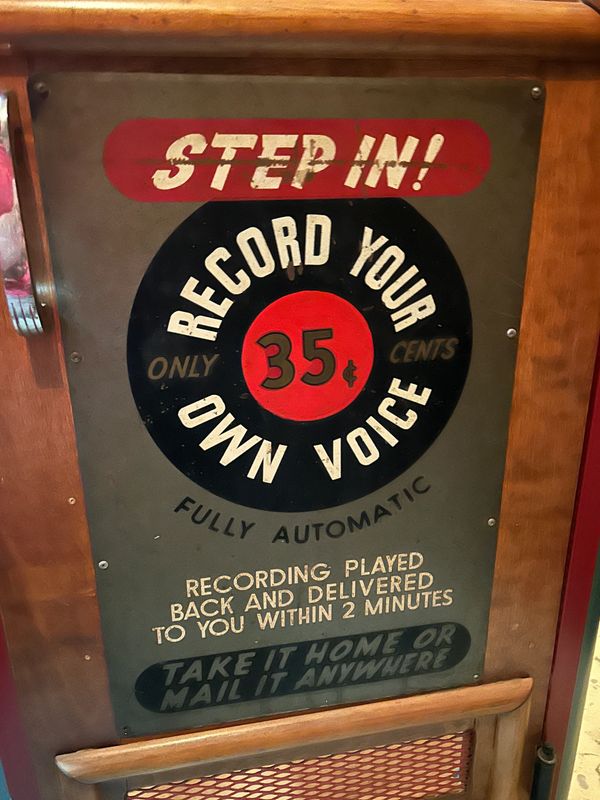 STEP IN!
RECORD YOUR
ONLY 35¢ CENTS
OWN VOICE
FULLY AUTOMATIC
RECORDING PLAYED
BACK AND DELIVERED
TO YOU WITHIN 2 MINUTES
TAKE IT HOME OR
MAIL IT ANYWHERE